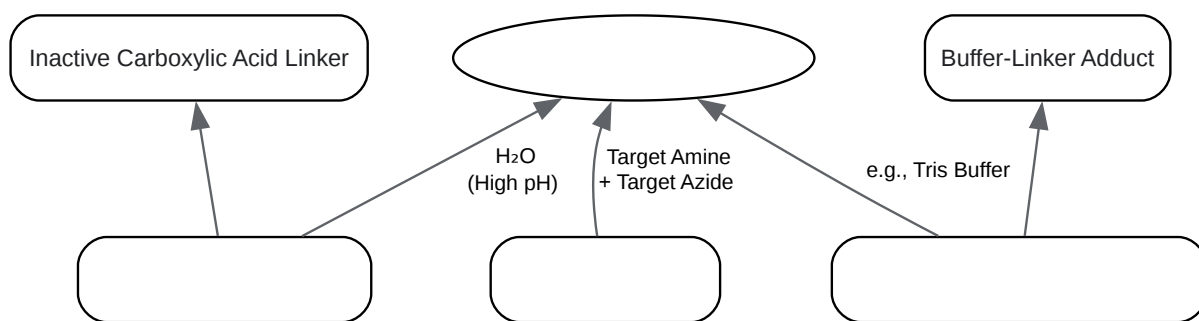 Inactive Carboxylic Acid Linker
Buffer-Linker Adduct
H₂O
(High pH)
Target Amine
+ Target Azide
e.g., Tris Buffer